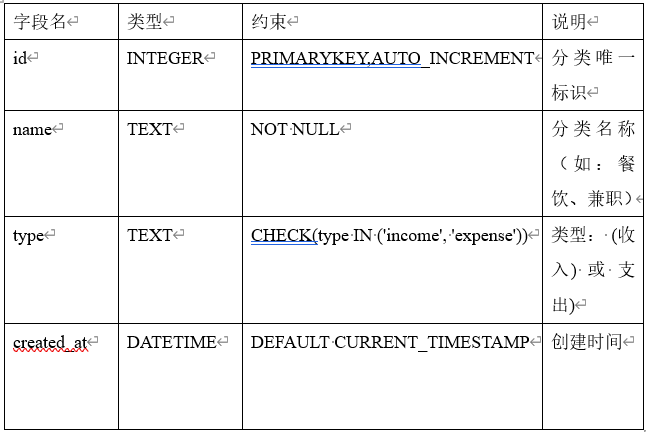 字段名 类型 约束 说明
id INTEGER PRIMARYKEY,AUTO_INCREMENT 分类唯一
标识
name TEXT NOT NULL 分类名称
（如：餐
饮、兼职）
type TEXT CHECK(type IN ('income', 'expense')) 类型: (收
入) 或 支
出)
created_at DATETIME DEFAULT CURRENT_TIMESTAMP 创建时间